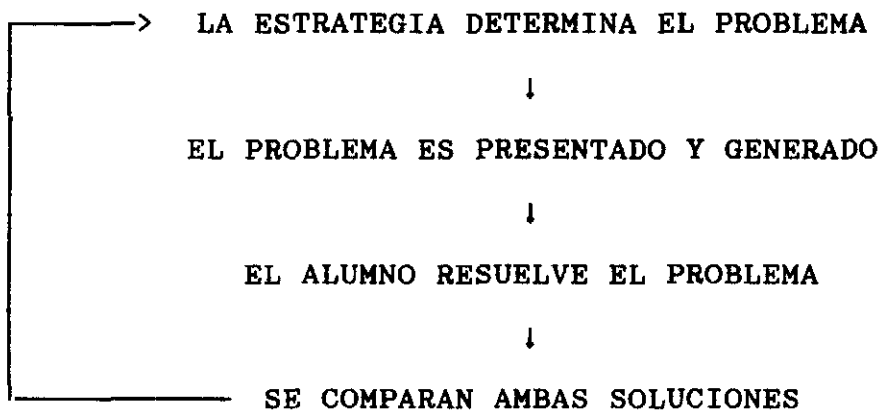 LA ESTRATEGIA DETERMINA EL PROBLEMA
EL PROBLEMA ES PRESENTADO Y GENERADO
EL ALUMNO RESUELVE EL PROBLEMA
SE COMPARAN AMBAS SOLUCIONES